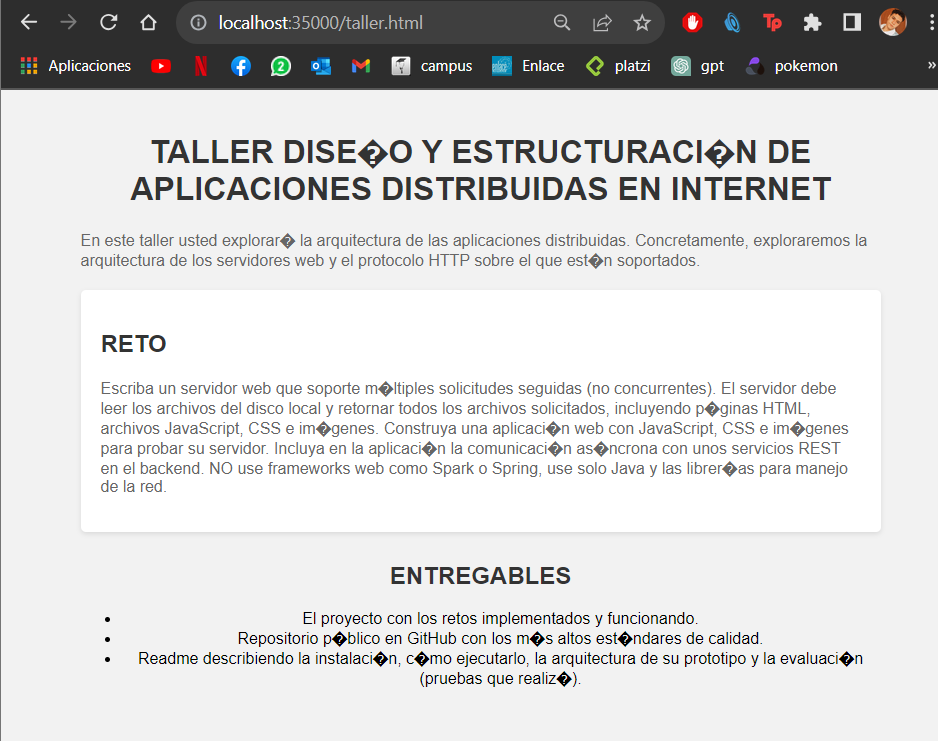 localhost:35000/taller.html
Aplicaciones
2
campus
Enlace
platzi
gpt
pokemon
»
TALLER DISE�O Y ESTRUCTURACI�N DE
APLICACIONES DISTRIBUIDAS EN INTERNET
En este taller usted explorar� la arquitectura de las aplicaciones distribuidas. Concretamente, exploraremos la
arquitectura de los servidores web y el protocolo HTTP sobre el que est�n soportados.
RETO
Escriba un servidor web que soporte m�ltiples solicitudes seguidas (no concurrentes). El servidor debe
leer los archivos del disco local y retornar todos los archivos solicitados, incluyendo p�ginas HTML,
archivos JavaScript, CSS e im�genes. Construya una aplicaci�n web con JavaScript, CSS e im�genes
para probar su servidor. Incluya en la aplicaci�n la comunicaci�n as�ncrona con unos servicios REST
en el backend. NO use frameworks web como Spark o Spring, use solo Java y las librer�as para manejo
de la red.
ENTREGABLES
• El proyecto con los retos implementados y funcionando.
• Repositorio p�blico en GitHub con los m�s altos est�ndares de calidad.
• Readme describiendo la instalaci�n, c�mo ejecutarlo, la arquitectura de su prototipo y la evaluaci�n
(pruebas que realiz�).